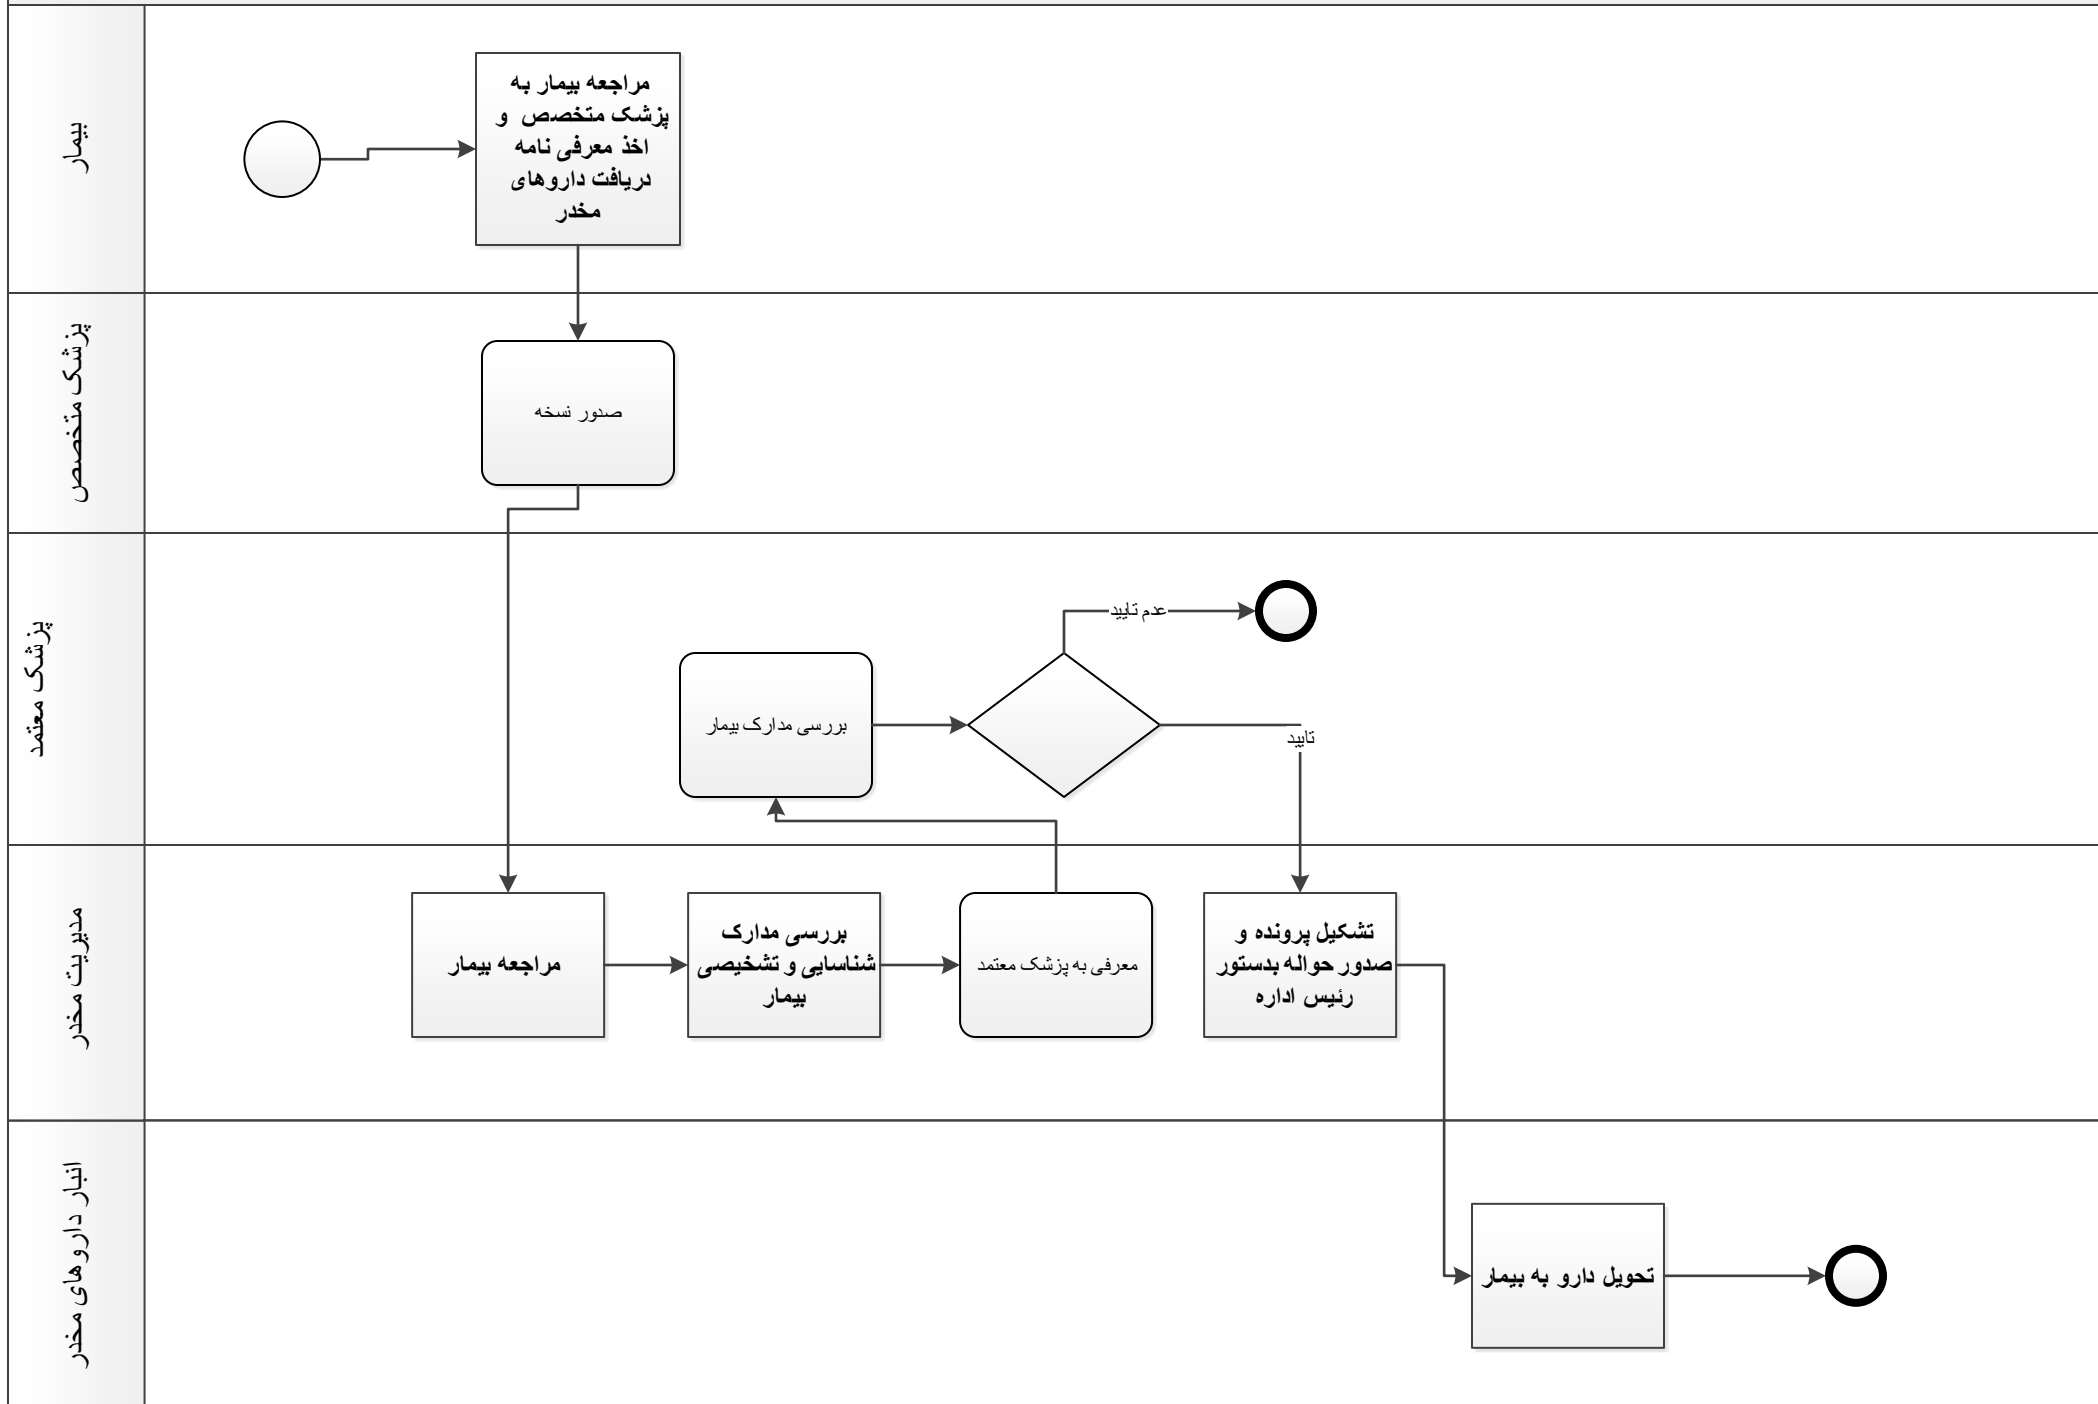 بیمار
مراجعه بیمار به
پزشک متخصص و
اخذ معرفی نامه
دریافت داروهای
مخدر
پزشک متخصص
صدور نسخه
پزشک معتمد
عدم تایید
بررسی مدارک بیمار
تایید
مدیریت مخدر
مراجعه بیمار
بررسی مدارک
شناسایی و تشخیصی
بیمار
معرفی به پزشک معتمد
تشکیل پرونده و
صدور حواله بدستور
رئیس اداره
انبار داروهای مخدر
تحویل دارو به بیمار